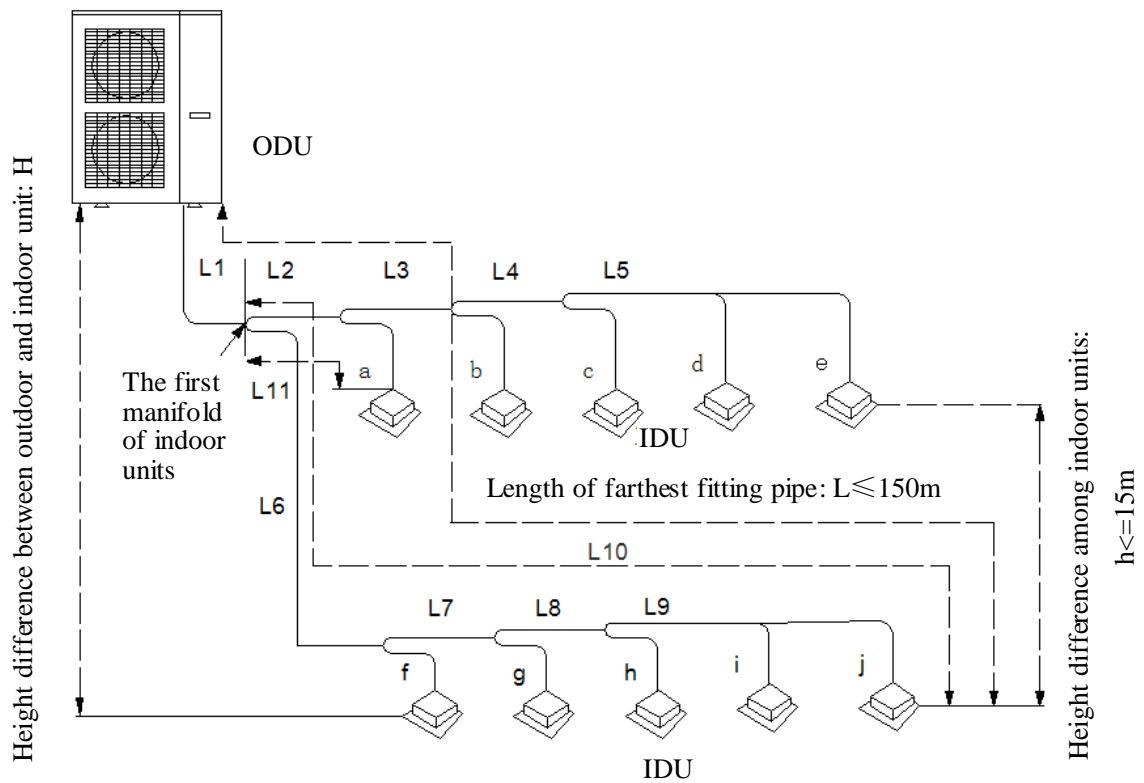 Height difference between outdoor and indoor unit: H
ODU
L1
L2
L3
L4
L5
The first
manifold
of indoor
units
L11
a
b
c
d
e
IDU
Length of farthest fitting pipe: L≤150m
L6
L10
L7
L8
L9
f
g
h
i
j
IDU
Height difference among indoor units:
h<=15m